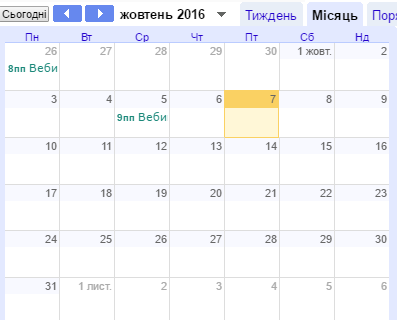 Сьогодні жовтень 2016 Тиждень Місяць Поря
Пн Вт Ср Чт Пт Сб Нд
26 27 28 29 30 1 жовт. 2
8пп Веби
3 4 5 6 7 8 9
9пп Веби
10 11 12 13 14 15 16
17 18 19 20 21 22 23
24 25 26 27 28 29 30
31 1 лист. 2 3 4 5 6